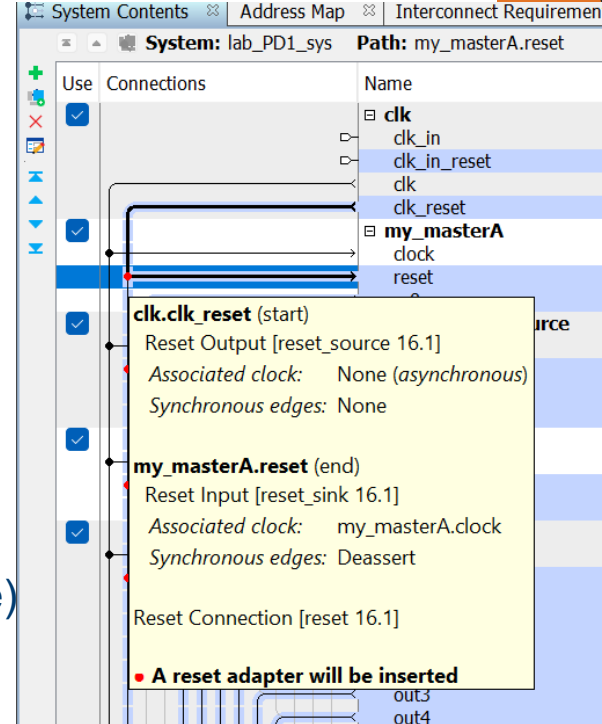 System Contents Address Map Interconnect Requiremen
System: lab_PD1_sys Path: my_masterA.reset
Use Connections Name
clk
clk_in
clk_in_reset
clk
clk_reset
my_masterA
clock
reset
clk.clk_reset (start)
urce
Reset Output [reset_source 16.1]
Associated clock: None (asynchronous)
Synchronous edges: None
my_masterA.reset (end)
Reset Input [reset_sink 16.1]
Associated clock: my_masterA.clock
Synchronous edges: Deassert
e)
Reset Connection [reset 16.1]
• A reset adapter will be inserted
out3
out4